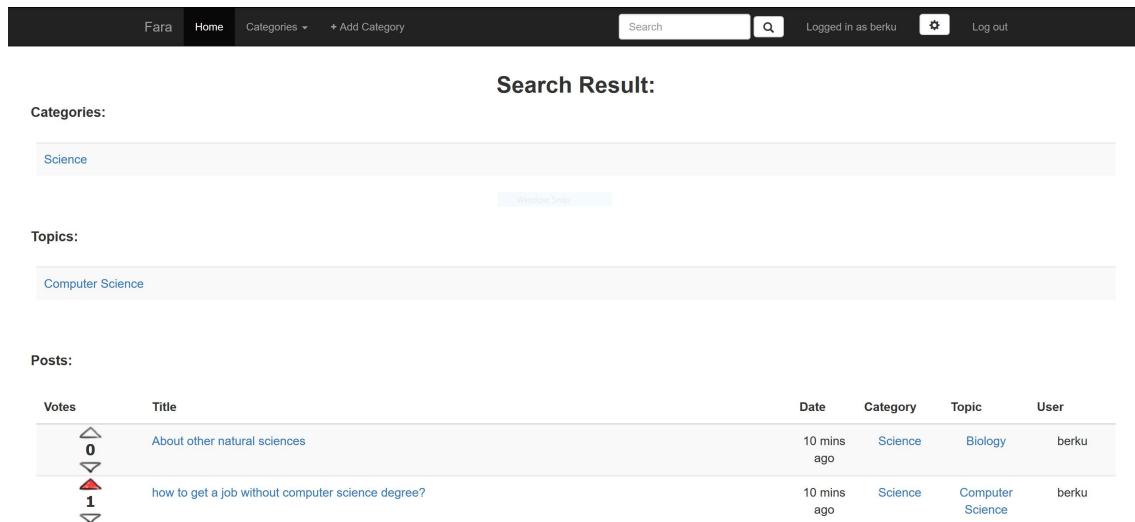 Fara Home Categories + Add Category Search Logged in as berku Log out
Search Result:
Categories:
Science
Window Snip
Topics:
Computer Science
Posts:
Votes Title Date Category Topic User
0 About other natural sciences 10 mins ago Science Biology berku
1 how to get a job without computer science degree? 10 mins ago Science Computer Science berku